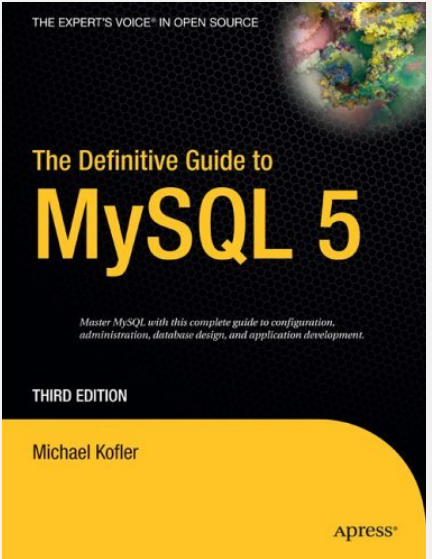 THE EXPERT'S VOICE® IN OPEN SOURCE
The Definitive Guide to
MySQL 5
Master MySQL with this complete guide to configuration,
administration, database design, and application development.
THIRD EDITION
Michael Kofler
Apress®